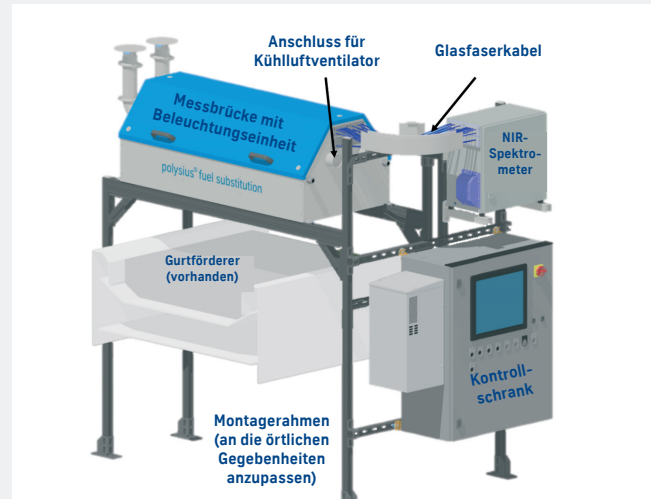 Anschluss für
Kühlluftventilator
Glasfaserkabel
Messbrücke mit
Beleuchtungseinheit
NIR-
Spektro-
meter
polysius® fuel substitution
Gurtförderer
(vorhanden)
Kontroll-
schrank
Montagerahmen
(an die örtlichen
Gegebenheiten
anzupassen)